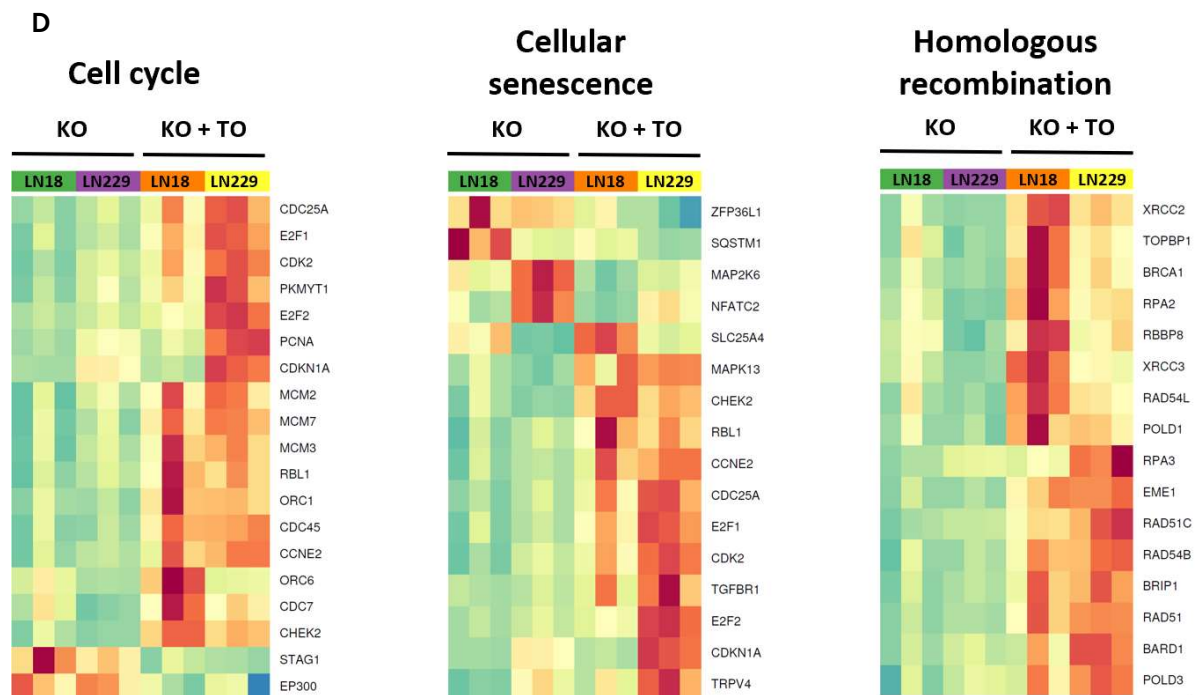 D
Cell cycle
KO KO + TO
LN18 LN229 LN18 LN229
CDC25A
E2F1
CDK2
PKMYT1
E2F2
PCNA
CDKN1A
MCM2
MCM7
MCM3
RBL1
ORC1
CDC45
CCNE2
ORC6
CDC7
CHEK2
STAG1
EP300
Cellular
senescence
KO KO + TO
LN18 LN229 LN18 LN229
ZFP36L1
SQSTM1
MAP2K6
NFATC2
SLC25A4
MAPK13
CHEK2
RBL1
CCNE2
CDC25A
E2F1
CDK2
TGFBR1
E2F2
CDKN1A
TRPV4
Homologous
recombination
KO KO + TO
LN18 LN229 LN18 LN229
XRCC2
TOPBP1
BRCA1
RPA2
RBBP8
XRCC3
RAD54L
POLD1
RPA3
EME1
RAD51C
RAD54B
BRIP1
RAD51
BARD1
POLD3